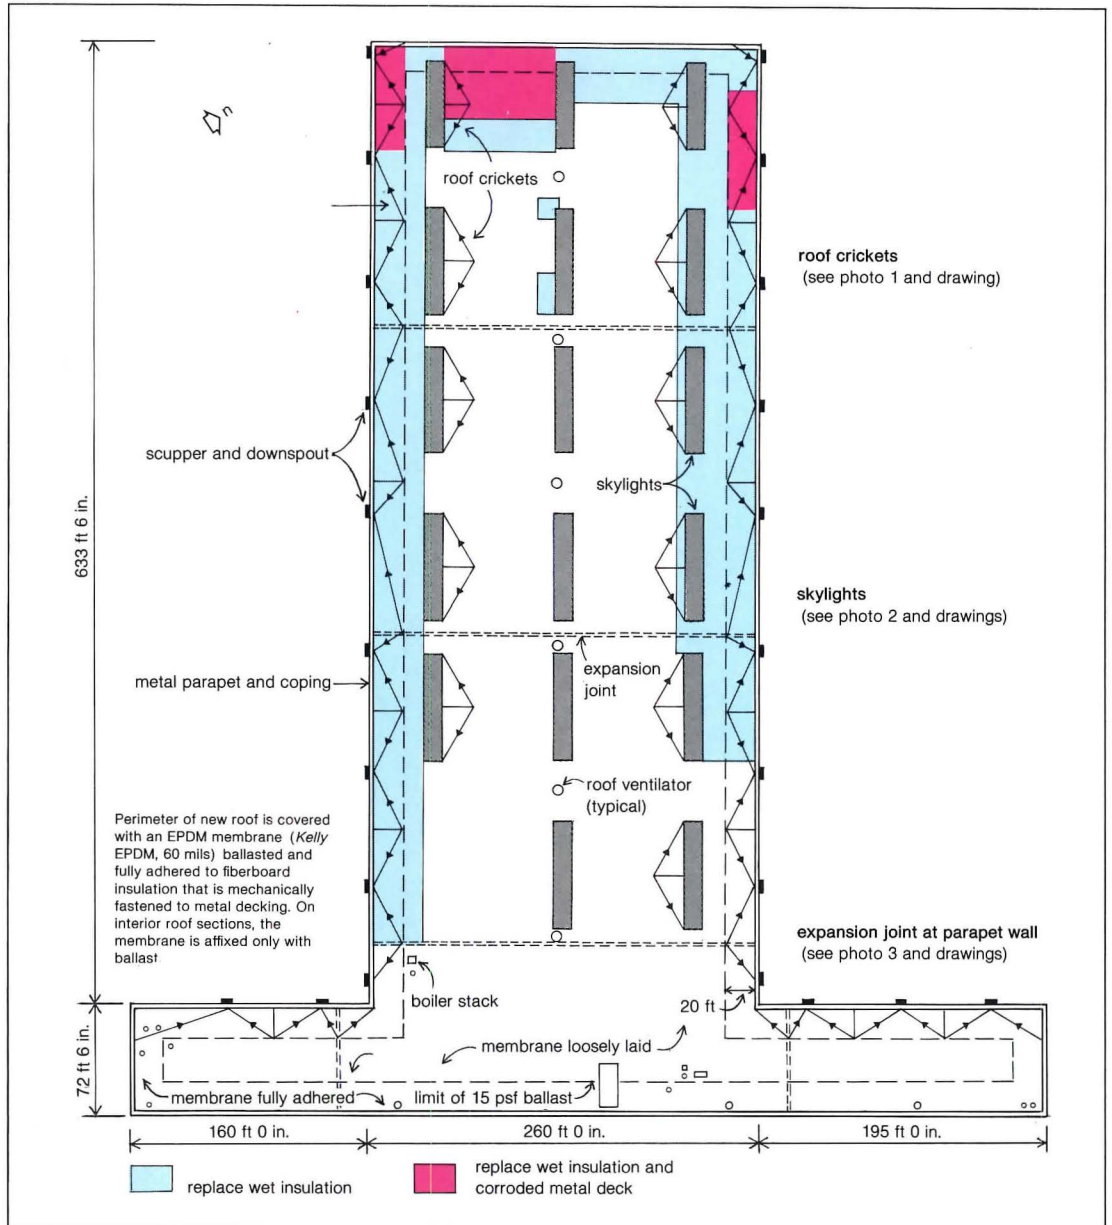 n
roof crickets
roof crickets
(see photo 1 and drawing)
scupper and downspout
skylights
633 ft 6 in.
skylights
(see photo 2 and drawings)
expansion
joint
metal parapet and coping
roof ventilator
(typical)
Perimeter of new roof is covered
with an EPDM membrane (Kelly
EPDM, 60 mils) ballasted and
fully adhered to fiberboard
insulation that is mechanically
fastened to metal decking. On
interior roof sections, the
membrane is affixed only with
ballast
expansion joint at parapet wall
(see photo 3 and drawings)
boiler stack
20 ft
72 ft 6 in.
membrane loosely laid
membrane fully adhered
limit of 15 psf ballast
160 ft 0 in.
260 ft 0 in.
195 ft 0 in.
replace wet insulation
replace wet insulation and
corroded metal deck